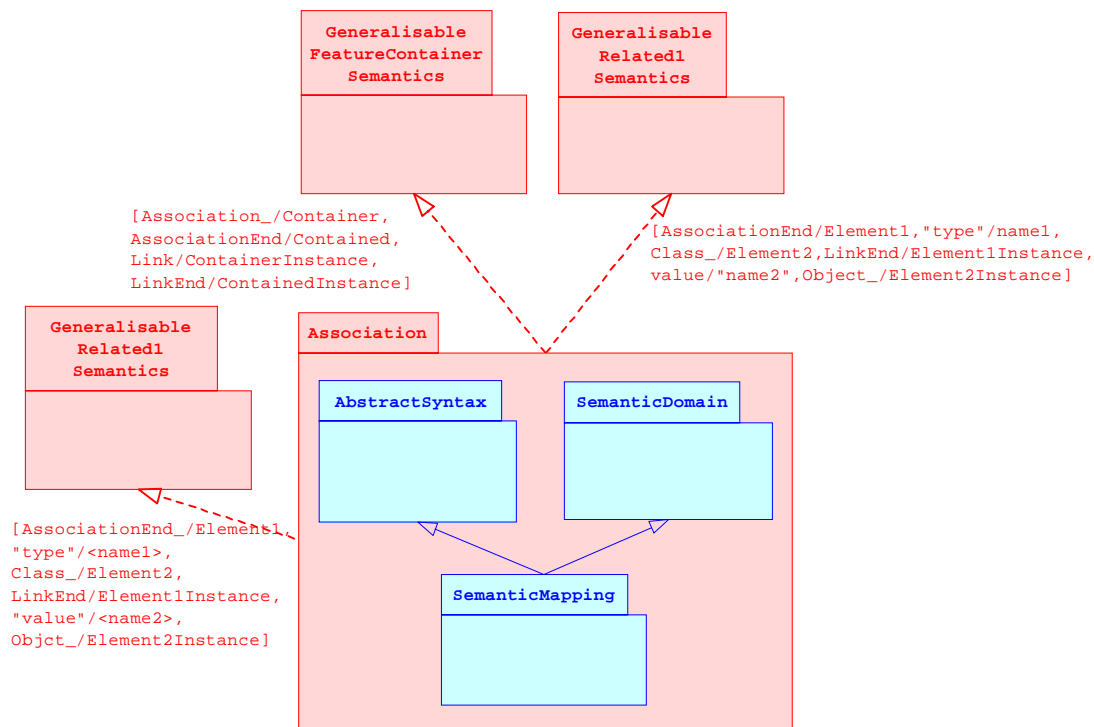 Generalisable
FeatureContainer
Semantics
Generalisable
Related1
Semantics
[Association_/Container,
AssociationEnd/Contained,
Link/ContainerInstance,
LinkEnd/ContainedInstance]
[AssociationEnd/Element1,"type"/name1,
Class_/Element2,LinkEnd/Element1Instance,
value/"name2",Object_/Element2Instance]
Generalisable
Related1
Semantics
Association
AbstractSyntax
SemanticDomain
[AssociationEnd_/Element1,
"type"/<name1>,
Class_/Element2,
LinkEnd/Element1Instance,
"value"/<name2>,
Objct_/Element2Instance]
SemanticMapping